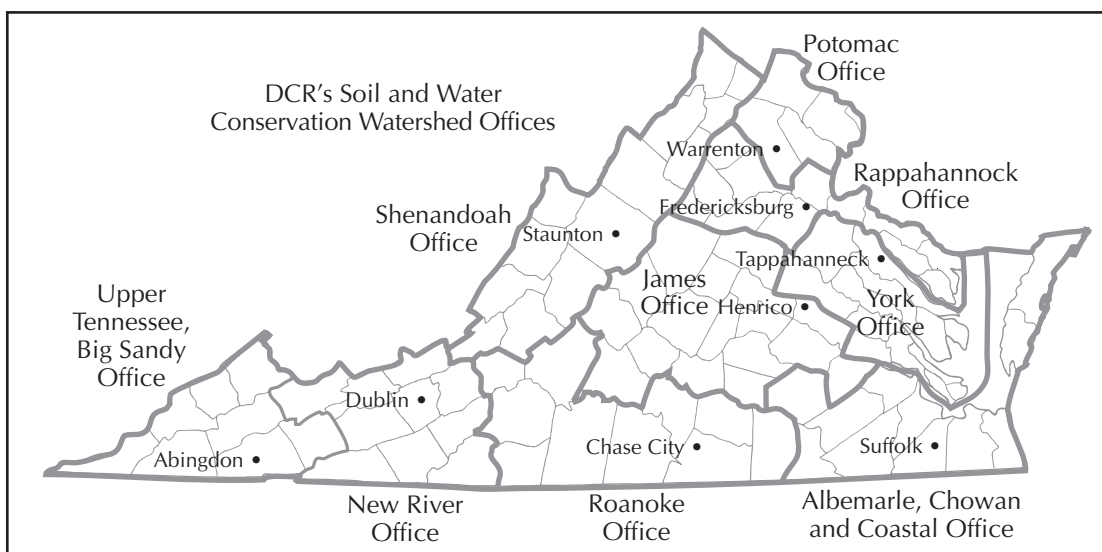 Potomac
Office
DCR's Soil and Water
Conservation Watershed Offices
Warrenton
Rappahannock
Office
Fredericksburg
Shenandoah
Office
Staunton
Tappahanneck
James
Office
Henrico
York
Office
Upper
Tennessee,
Big Sandy
Office
Dublin
Abingdon
Chase City
Suffolk
New River
Office
Roanoke
Office
Albemarle, Chowan
and Coastal Office